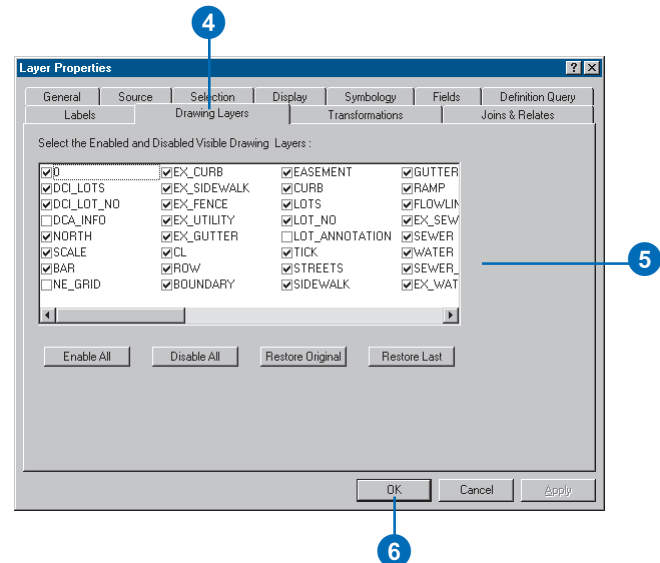 4
Layer Properties
General Source Selection Display Symbology Fields Definition Query
Labels Drawing Layers Transformations Joins & Relates
Select the Enabled and Disabled Visible Drawing Layers :
0 EX_CURB EASEMENT GUTTER
DCI_LOTS EX_SIDEWALK CURB RAMP
DCI_LOT_NO EX_FENCE LOTS FLOWLIN
DCA_INFO EX_UTILITY LOT_NO EX_SEW
NORTH EX_GUTTER LOT_ANNOTATION SEWER
SCALE CL TICK WATER
BAR ROW STREETS SEWER_
NE_GRID BOUNDARY SIDEWALK EX_WAT
5
Enable All Disable All Restore Original Restore Last
OK Cancel Apply
6